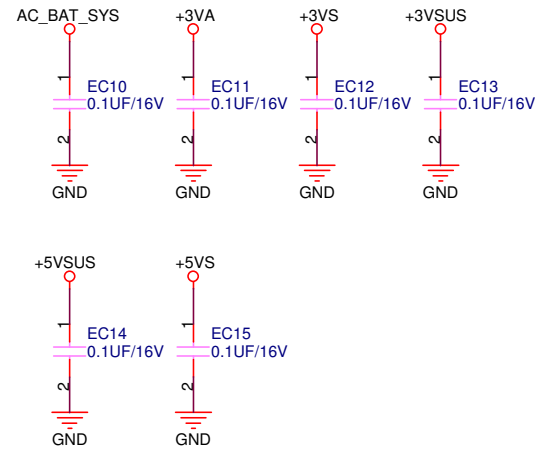 AC_BAT_SYS +3VA +3VS +3VSUS
1 1 1 1
EC10 EC11 EC12 EC13
0.1UF/16V 0.1UF/16V 0.1UF/16V 0.1UF/16V
2 2 2 2
GND GND GND GND
+5VSUS +5VS
1 1
EC14 EC15
0.1UF/16V 0.1UF/16V
2 2
GND GND